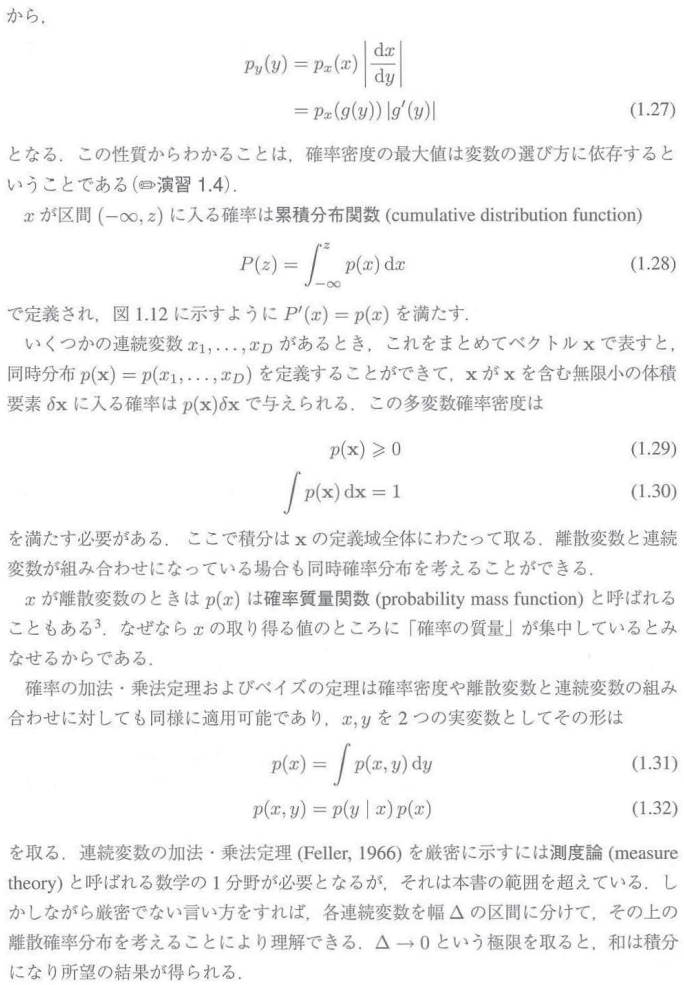 から，
p_y(y) = p_x(x) |dx/dy|
= p_x(g(y)) |g′(y)| (1.27)
となる．この性質からわかることは，確率密度の最大値は変数の選び方に依存すると
いうことである(✏演習 1.4)．
x が区間 (−∞, z) に入る確率は累積分布関数 (cumulative distribution function)
P(z) = ∫_{−∞}^{z} p(x) dx (1.28)
で定義され，図 1.12 に示すように P′(x) = p(x) を満たす．
いくつかの連続変数 x₁, . . . , x_D があるとき，これをまとめてベクトル x で表すと，
同時分布 p(x) = p(x₁, . . . , x_D) を定義することができて，x が x を含む無限小の体積
要素 δx に入る確率は p(x)δx で与えられる．この多変数確率密度は
p(x) ⩾ 0 (1.29)
∫ p(x) dx = 1 (1.30)
を満たす必要がある． ここで積分は x の定義域全体にわたって取る．離散変数と連続
変数が組み合わせになっている場合も同時確率分布を考えることができる．
x が離散変数のときは p(x) は確率質量関数 (probability mass function) と呼ばれる
こともある³．なぜなら x の取り得る値のところに「確率の質量」が集中しているとみ
なせるからである．
確率の加法・乗法定理およびベイズの定理は確率密度や離散変数と連続変数の組み
合わせに対しても同様に適用可能であり，x, y を 2 つの実変数としてその形は
p(x) = ∫ p(x, y) dy (1.31)
p(x, y) = p(y | x) p(x) (1.32)
を取る．連続変数の加法・乗法定理 (Feller, 1966) を厳密に示すには測度論 (measure
theory) と呼ばれる数学の 1 分野が必要となるが，それは本書の範囲を超えている．し
かしながら厳密でない言い方をすれば，各連続変数を幅 Δ の区間に分けて，その上の
離散確率分布を考えることにより理解できる．Δ → 0 という極限を取ると，和は積分
になり所望の結果が得られる．